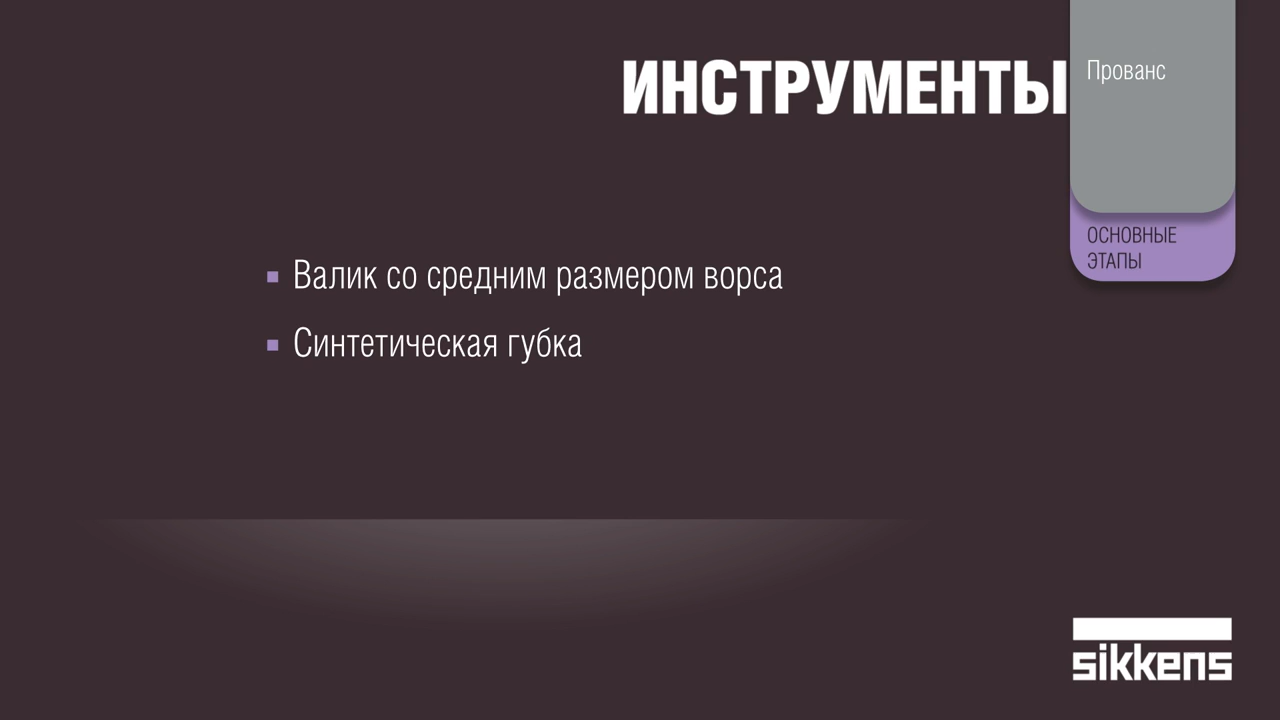 ИНСТРУМЕНТЫ
Прованс
ОСНОВНЫЕ
ЭТАПЫ
Валик со средним размером ворса
Синтетическая губка
sikkens